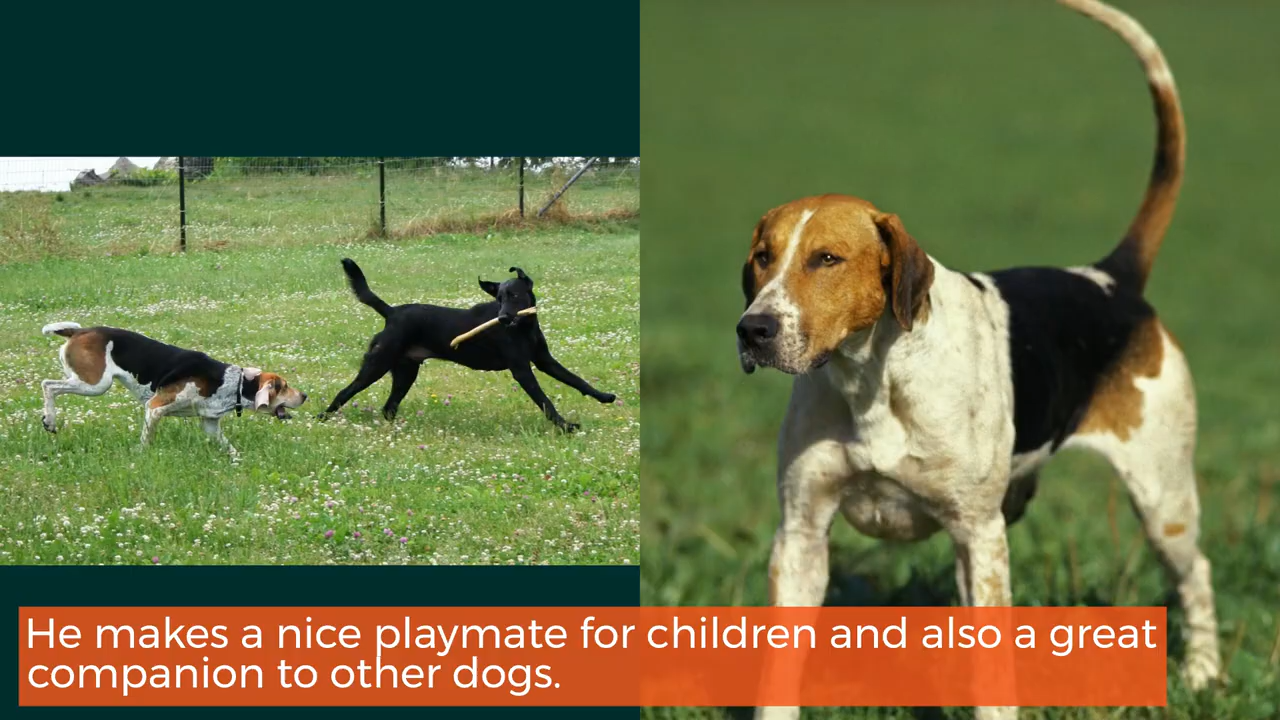 He makes a nice playmate for children and also a great
companion to other dogs.